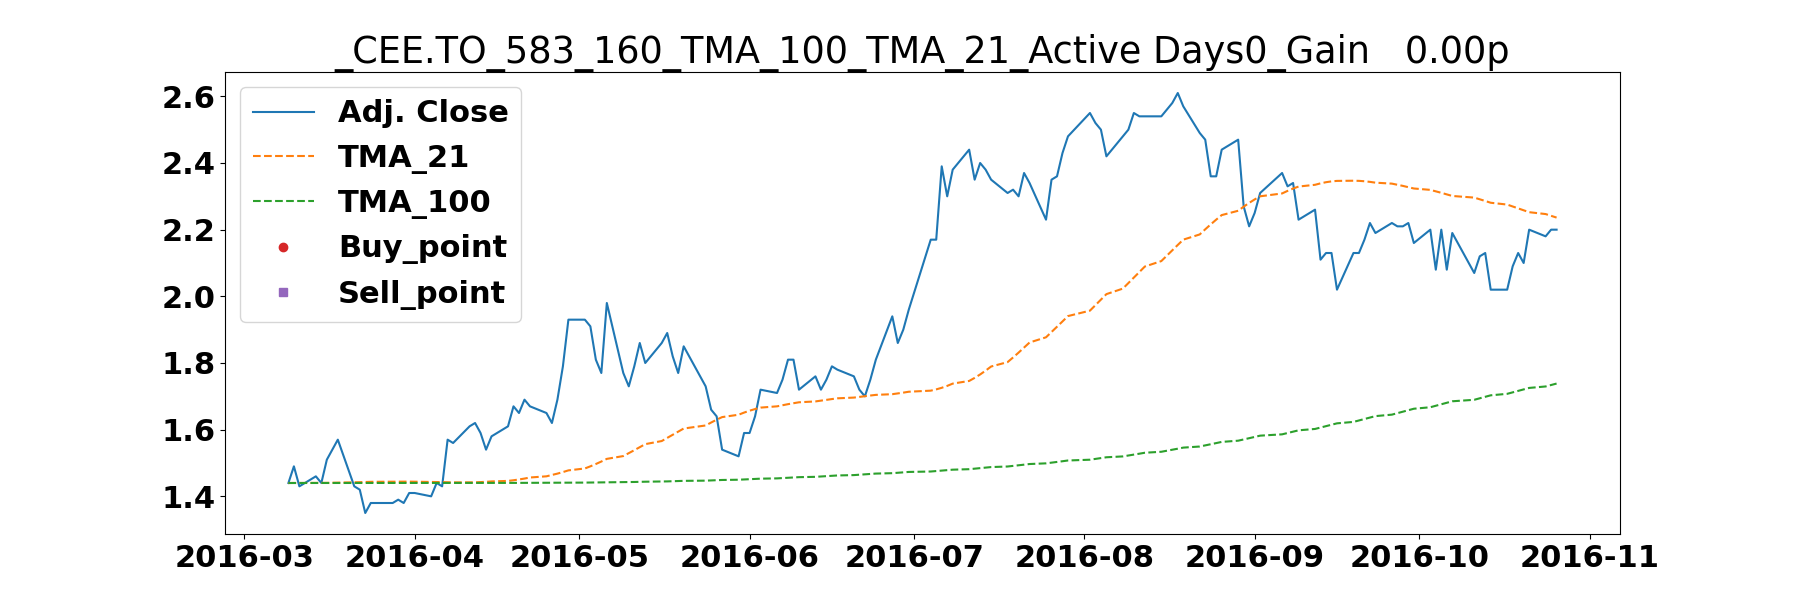 _CEE.TO_583_160_TMA_100_TMA_21_Active Days0_Gain   0.00p
Adj. Close
TMA_21
TMA_100
Buy_point
Sell_point
2.6
2.4
2.2
2.0
1.8
1.6
1.4
2016-03 2016-04 2016-05 2016-06 2016-07 2016-08 2016-09 2016-10 2016-11